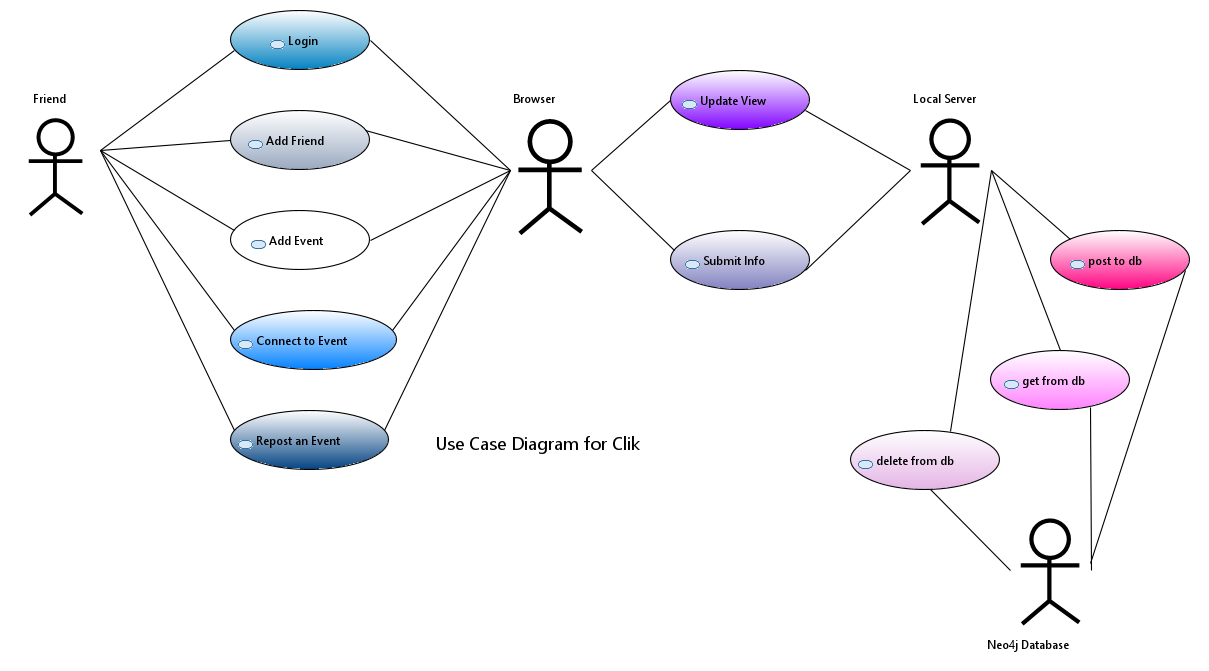 Login
Friend
Browser
Update View
Local Server
Add Friend
Add Event
Submit Info
post to db
Connect to Event
get from db
Repost an Event
Use Case Diagram for Clik
delete from db
Neo4j Database